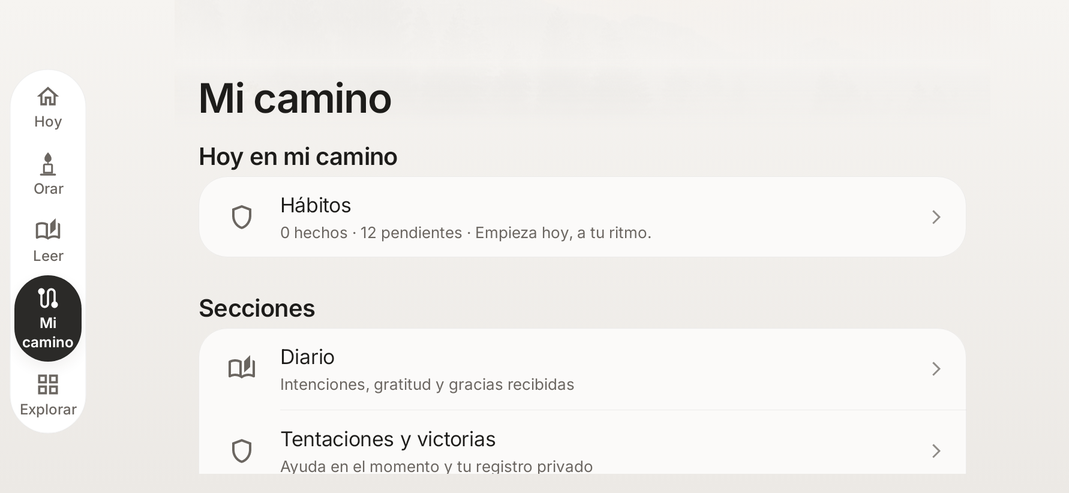 Hoy
Orar
Leer
Mi
camino
Explorar
Mi camino
Hoy en mi camino
Hábitos
0 hechos · 12 pendientes · Empieza hoy, a tu ritmo.
Secciones
Diario
Intenciones, gratitud y gracias recibidas
Tentaciones y victorias
Ayuda en el momento y tu registro privado